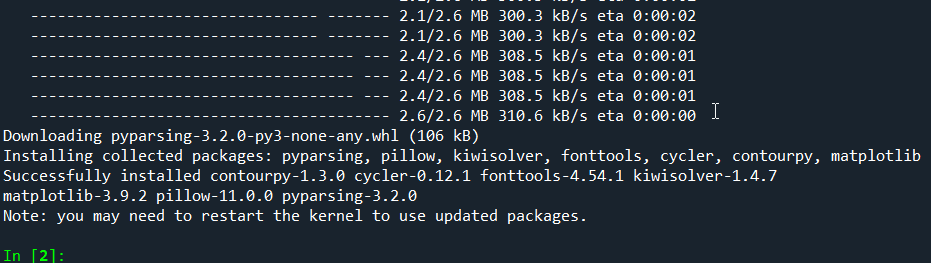 ------------------------------- ------- 2.1/2.6 MB 300.3 kB/s eta 0:00:02
------------------------------- ------- 2.1/2.6 MB 300.3 kB/s eta 0:00:02
----------------------------------- --- 2.4/2.6 MB 308.5 kB/s eta 0:00:01
----------------------------------- --- 2.4/2.6 MB 308.5 kB/s eta 0:00:01
----------------------------------- --- 2.4/2.6 MB 308.5 kB/s eta 0:00:01
--------------------------------------- 2.6/2.6 MB 310.6 kB/s eta 0:00:00
Downloading pyparsing-3.2.0-py3-none-any.whl (106 kB)
Installing collected packages: pyparsing, pillow, kiwisolver, fonttools, cycler, contourpy, matplotlib
Successfully installed contourpy-1.3.0 cycler-0.12.1 fonttools-4.54.1 kiwisolver-1.4.7
matplotlib-3.9.2 pillow-11.0.0 pyparsing-3.2.0
Note: you may need to restart the kernel to use updated packages.
In [2]: